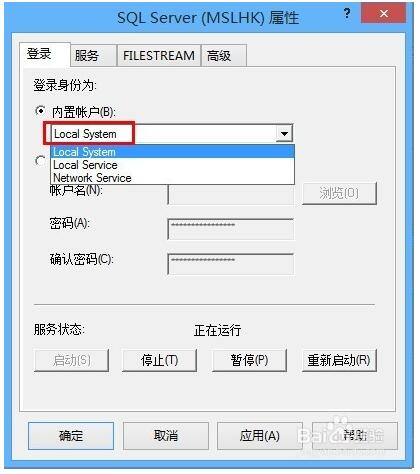 SQL Server (MSLHK) 属性
登录 服务 FILESTREAM 高级
登录身份为:
内置帐户(B):
Local System
Local System
Local Service
Network Service
帐户名(N): 浏览(O)
密码(A): ***************
确认密码(C): ***************
服务状态: 正在运行
启动(S) 停止(T) 暂停(P) 重新启动(R)
确定 取消 应用(A) 帮助